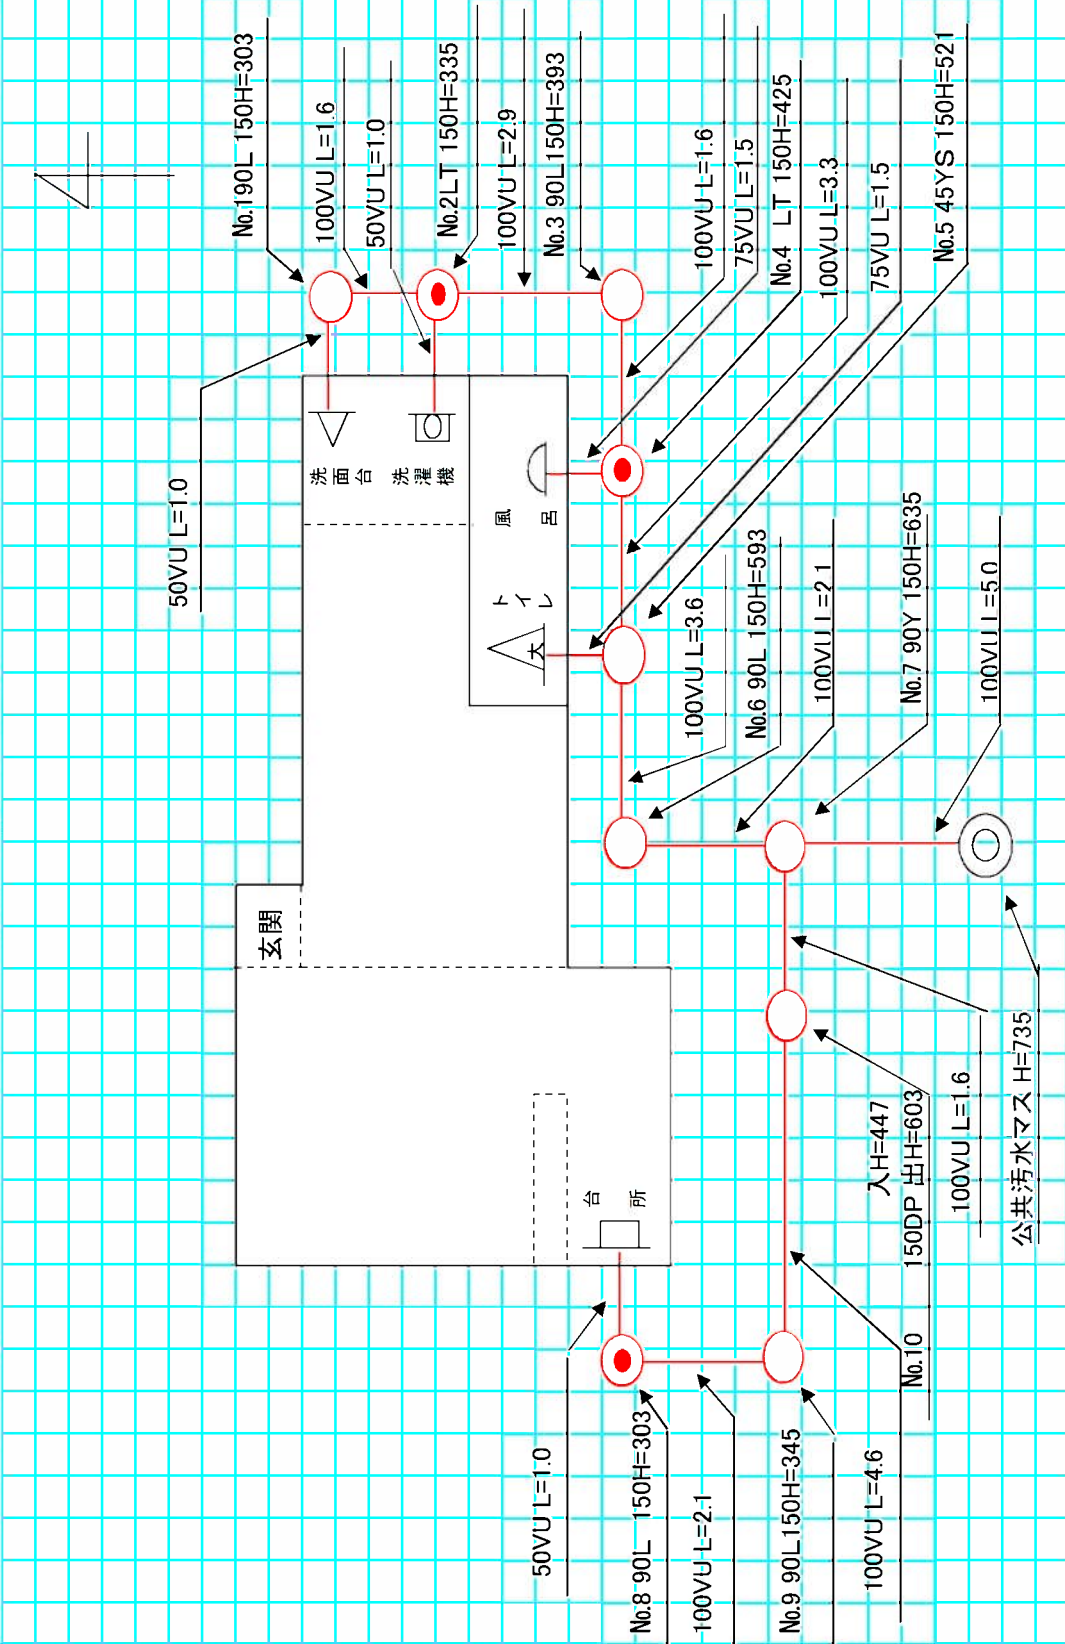 No.190L 150H=303
100VU L=1.6
50VU L=1.0
No.2LT 150H=335
100VU L=2.9
No.3 90L150H=393
100VU L=1.6
75VU L=1.5
No.4 LT 150H=425
100VU L=3.3
75VU L=1.5
No.5 45YS 150H=521
50VU L=1.0
洗面台
洗濯機
風呂
トイレ
大
100VU L=3.6
No.6 90L 150H=593
100VU L=2.1
No.7 90Y 150H=635
100VU L=5.0
玄関
台所
入H=447
No.10 150DP 出H=603
100VU L=1.6
公共汚水マス H=735
50VU L=1.0
No.8 90L 150H=303
100VU L=2.1
No.9 90L150H=345
100VU L=4.6